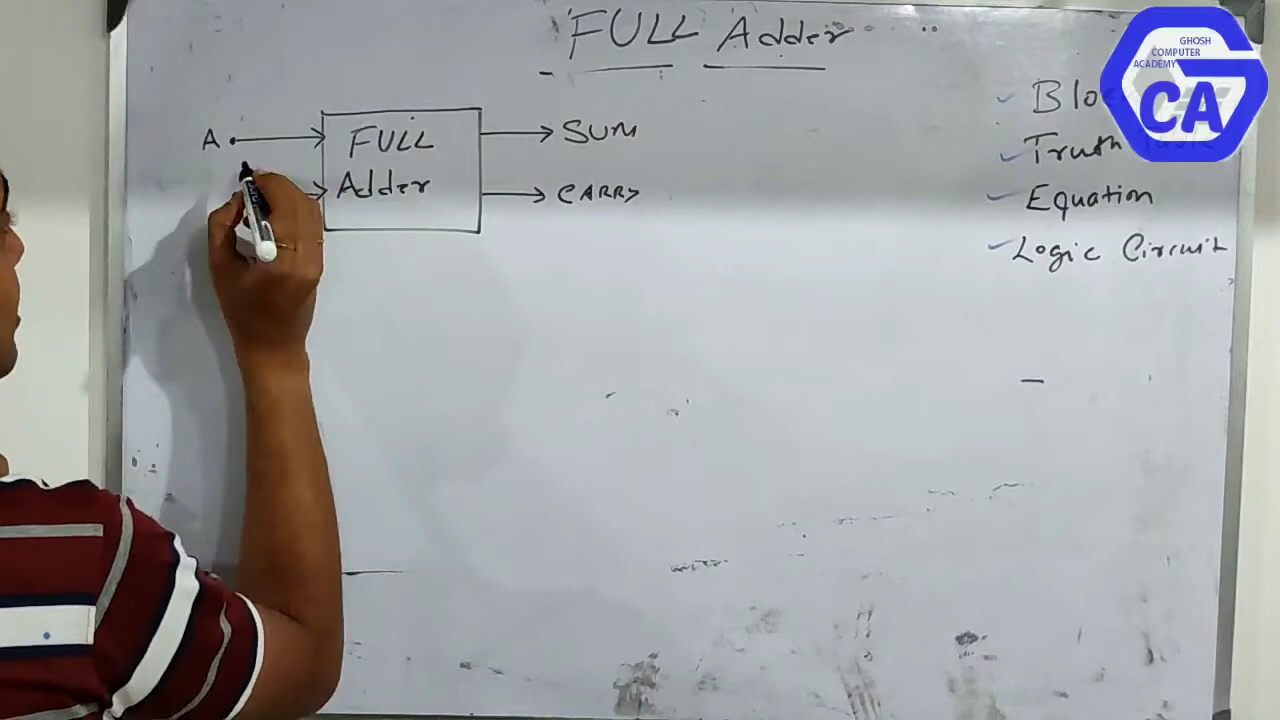 FULL Adder
GHOSH
COMPUTER
ACADEMY
CA
A
FULL
Adder
SUM
CARRY
Truth
Equation
Logic Circuit